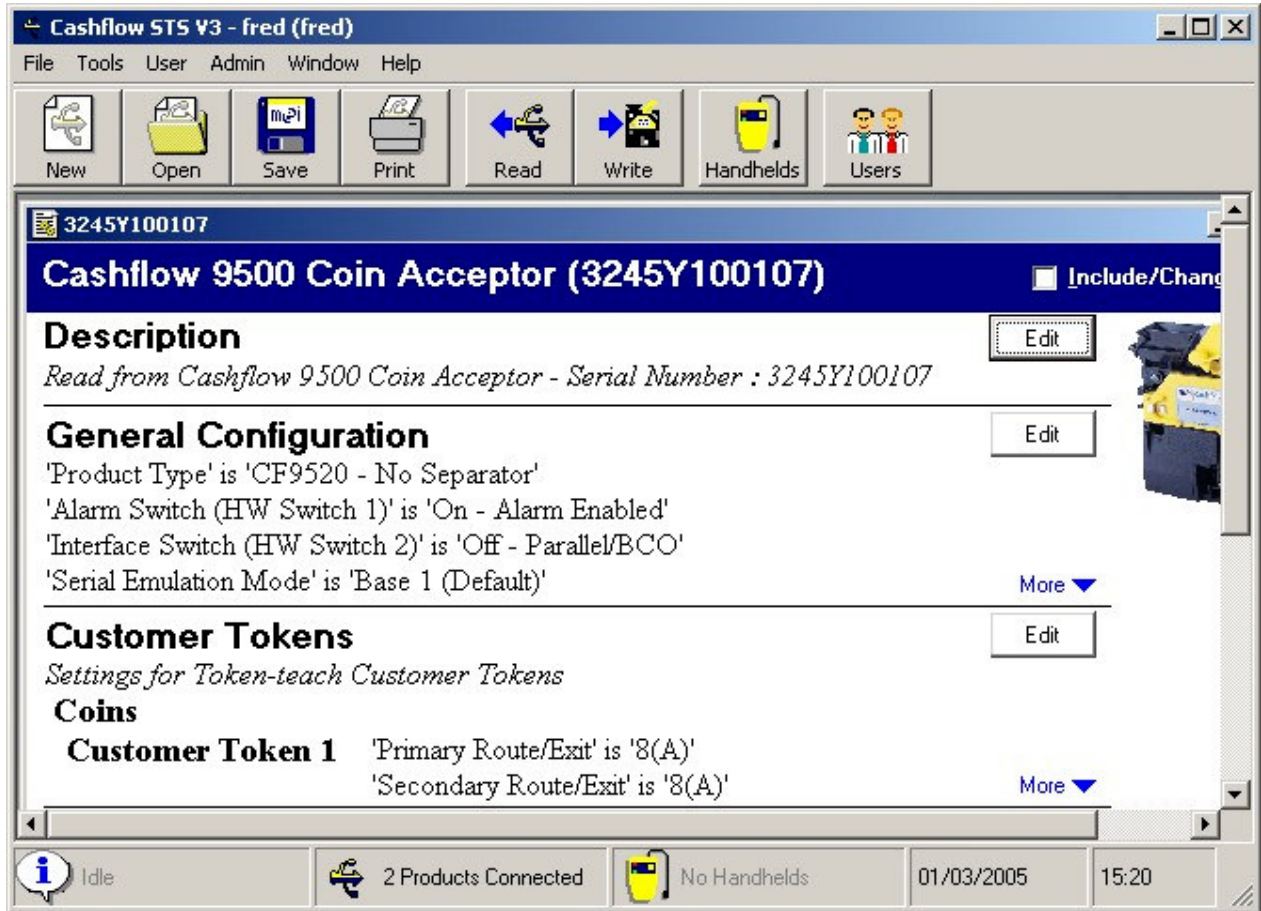 Cashflow STS V3 - fred (fred)
File Tools User Admin Window Help
mei
New Open Save Print Read Write Handhelds Users
3245Y100107
Cashflow 9500 Coin Acceptor (3245Y100107) Include/Chang
Description Edit
Read from Cashflow 9500 Coin Acceptor - Serial Number : 3245Y100107
General Configuration Edit
'Product Type' is 'CF9520 - No Separator'
'Alarm Switch (HW Switch 1)' is 'On - Alarm Enabled'
'Interface Switch (HW Switch 2)' is 'Off - Parallel/BCO'
'Serial Emulation Mode' is 'Base 1 (Default)' More
Customer Tokens Edit
Settings for Token-teach Customer Tokens
Coins
Customer Token 1 'Primary Route/Exit' is '8(A)'
'Secondary Route/Exit' is '8(A)' More
Idle 2 Products Connected No Handhelds 01/03/2005 15:20